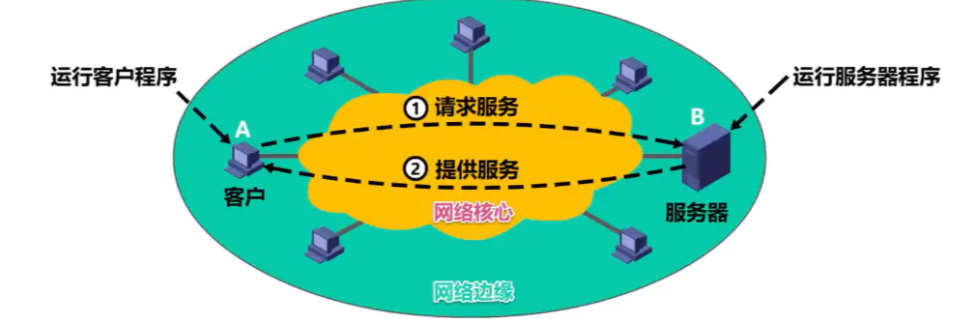 运行客户程序
运行服务器程序
① 请求服务
A
B
② 提供服务
客户
服务器
网络核心
网络边缘